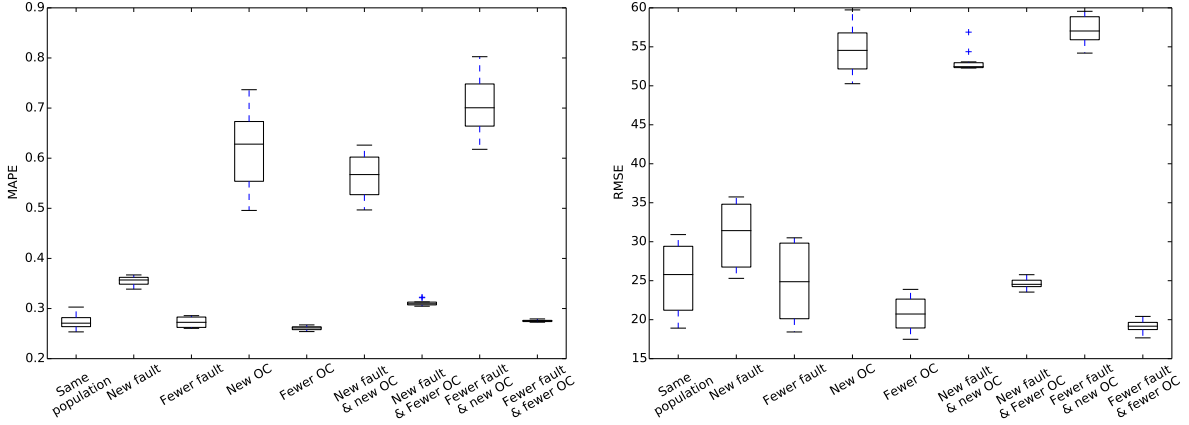 0.9
0.8
0.7
0.6
0.5
0.4
0.3
0.2
MAPE
Same
population
New fault
Fewer fault
New OC
Fewer OC
New fault
& new OC
New fault
& Fewer OC
Fewer fault
& new OC
Fewer fault
& fewer OC
60
55
50
45
40
35
30
25
20
15
RMSE
Same
population
New fault
Fewer fault
New OC
Fewer OC
New fault
& new OC
New fault
& Fewer OC
Fewer fault
& new OC
Fewer fault
& fewer OC